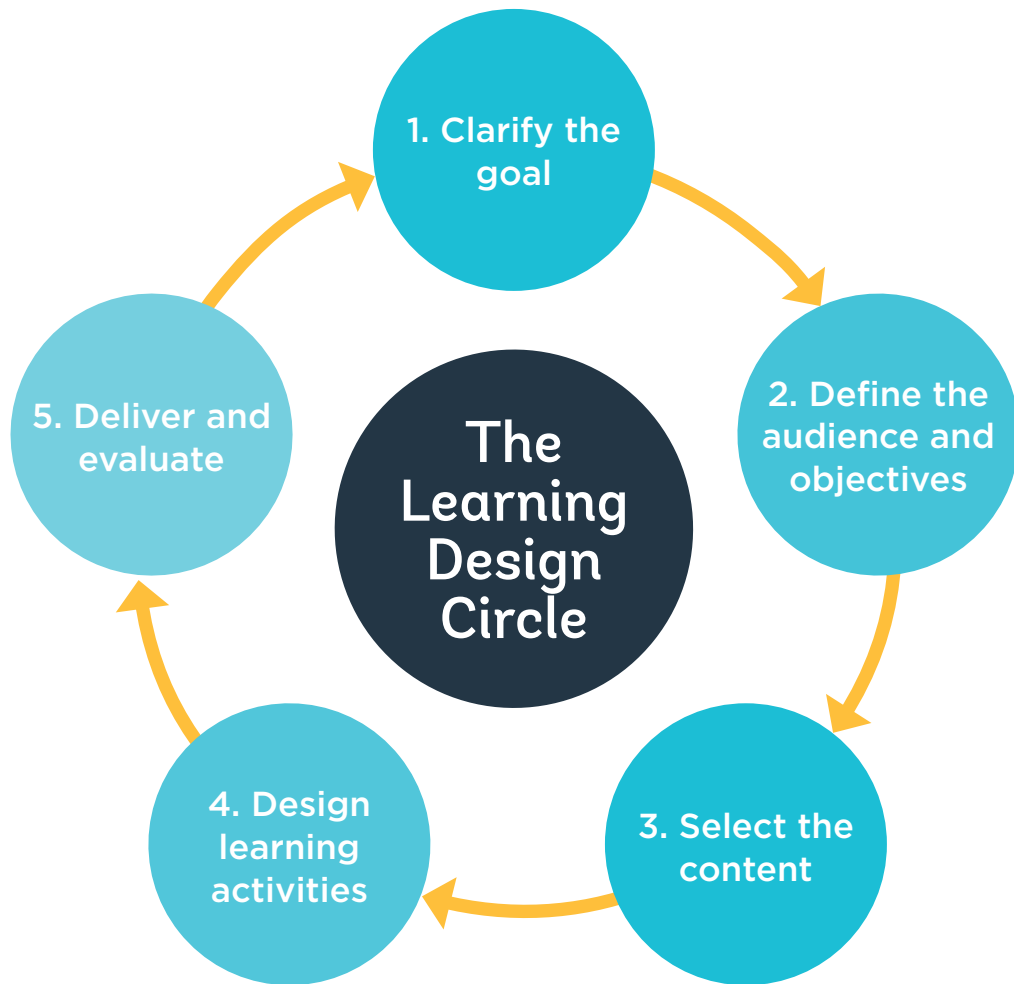 1. Clarify the
goal
2. Define the
audience and
objectives
3. Select the
content
4. Design
learning
activities
5. Deliver and
evaluate
The
Learning
Design
Circle